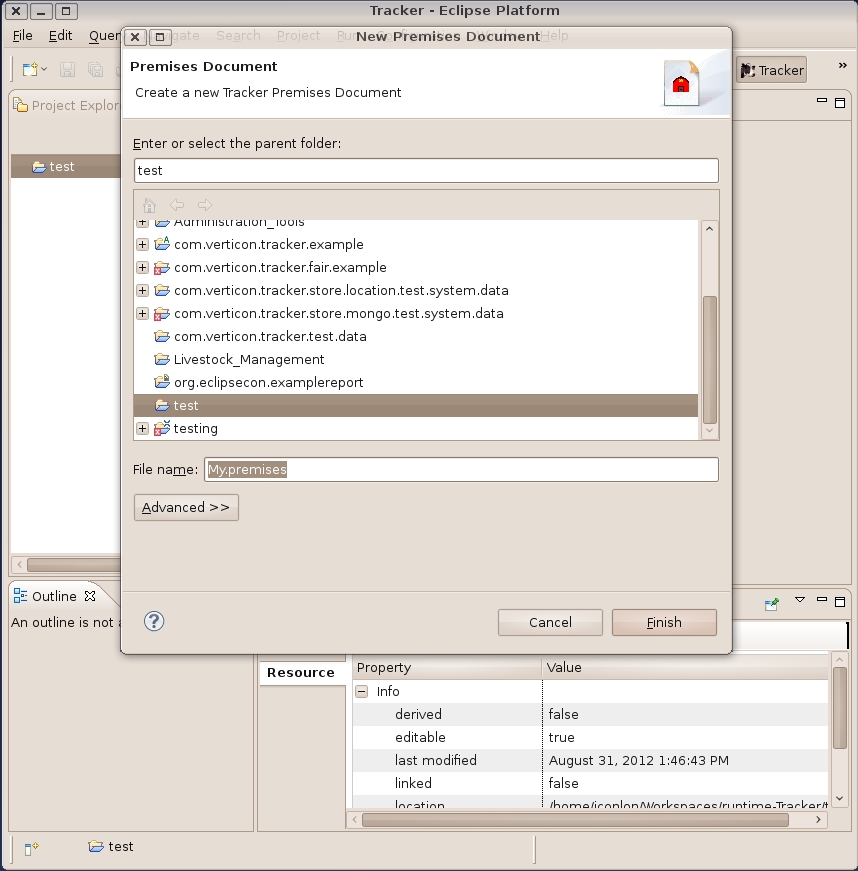 Tracker - Eclipse Platform
File Edit Quer
New Premises Document
Search Project
Help
Premises Document
Create a new Tracker Premises Document
Tracker
»
Project Explor
test
Enter or select the parent folder:
test
Administration_Tools
com.verticon.tracker.example
com.verticon.tracker.fair.example
com.verticon.tracker.store.location.test.system.data
com.verticon.tracker.store.mongo.test.system.data
com.verticon.tracker.test.data
Livestock_Management
org.eclipsecon.examplereport
test
testing
File name: My.premises
Advanced >>
Cancel Finish
Outline
An outline is not a
Resource
Property Value
Info
derived false
editable true
last modified August 31, 2012 1:46:43 PM
linked false
location /home/jconlon/Workspaces/runtime-Tracker/t
test